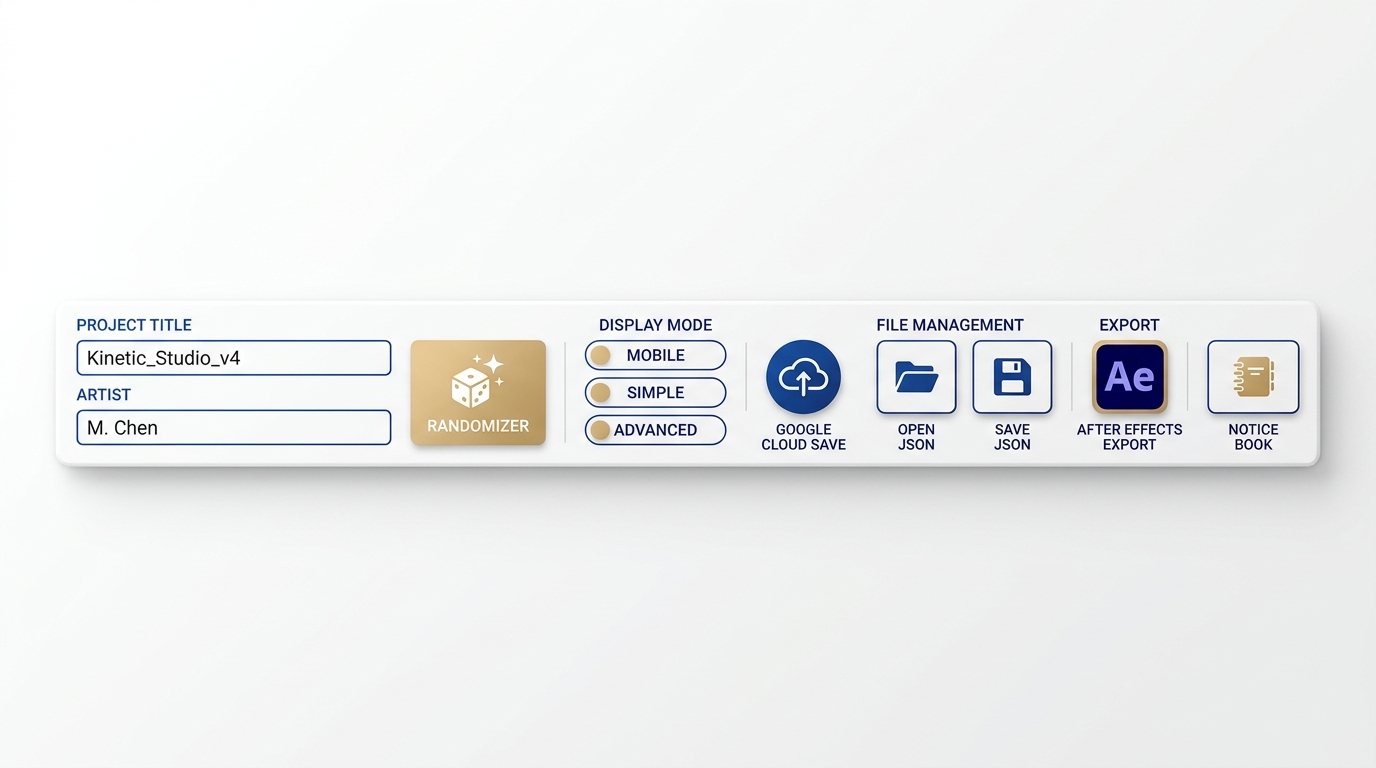 PROJECT TITLE
Kinetic_Studio_v4
ARTIST
M. Chen
RANDOMIZER
DISPLAY MODE
MOBILE
SIMPLE
ADVANCED
GOOGLE
CLOUD SAVE
FILE MANAGEMENT
OPEN
JSON
SAVE
JSON
EXPORT
Ae
AFTER EFFECTS
EXPORT
NOTICE
BOOK